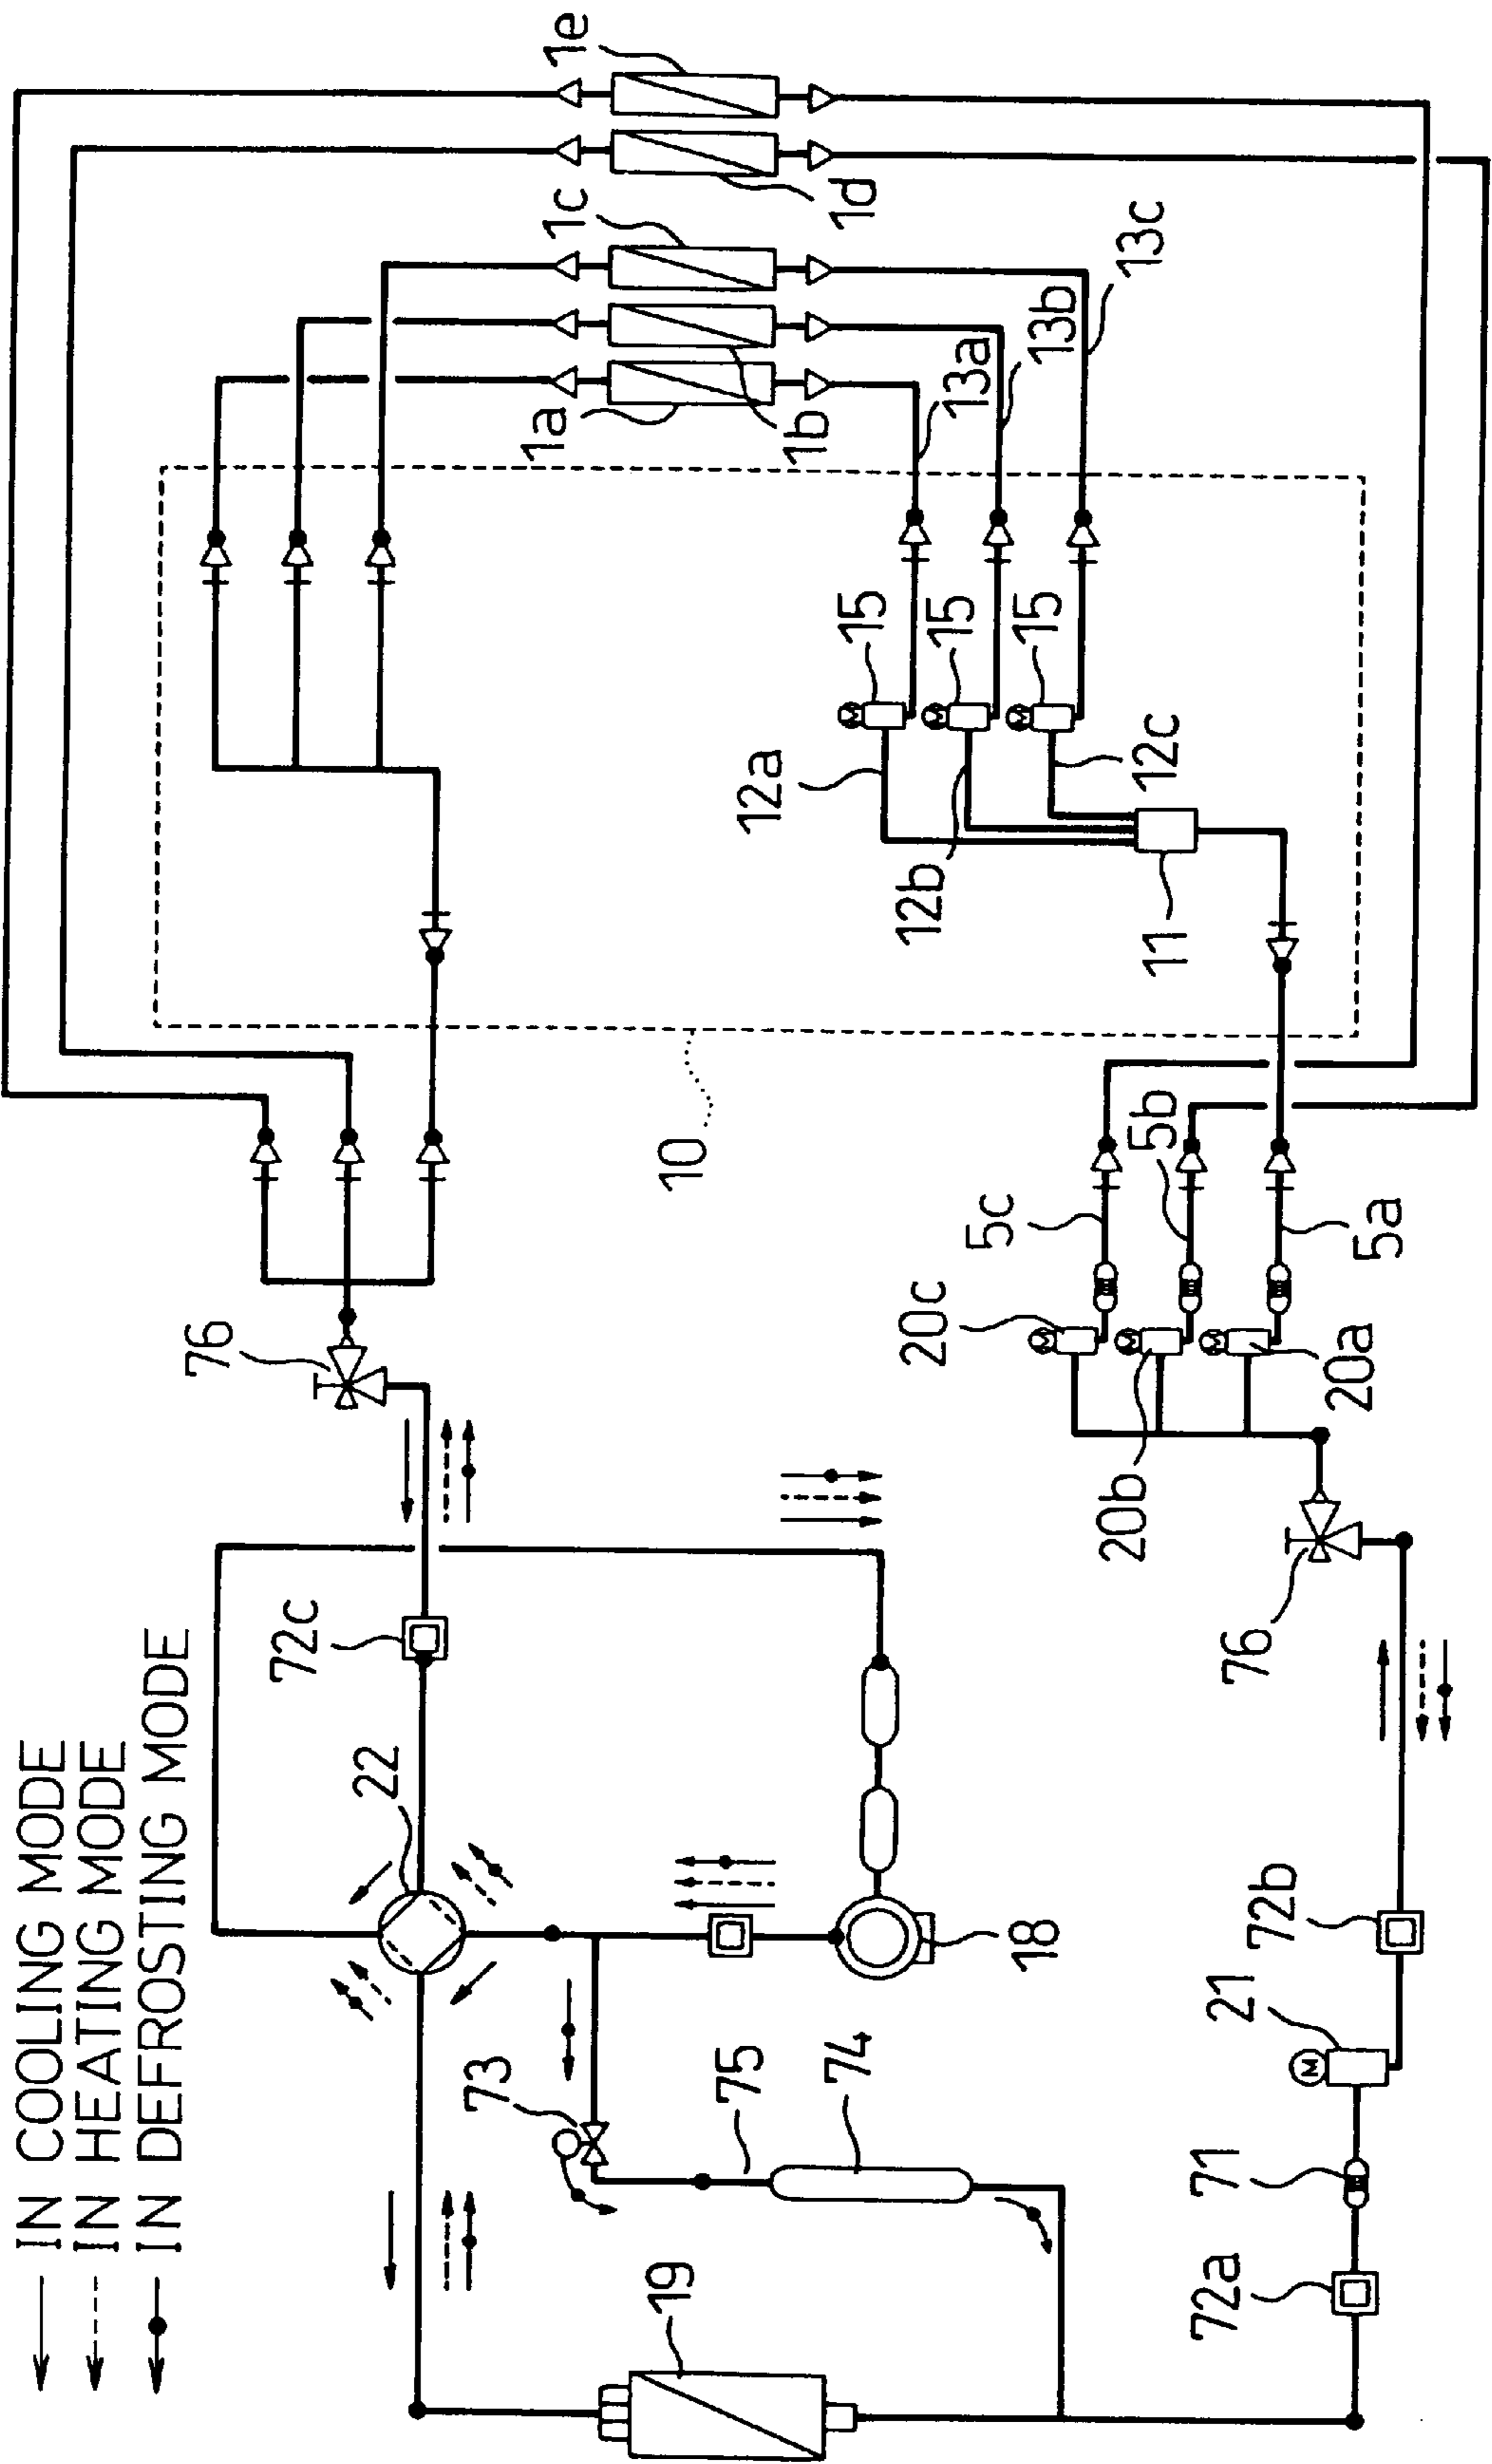 IN COOLING MODE
IN HEATING MODE
IN DEFROSTING MODE
19
73
75
74
22
18
72c
76
72a
71
21
72b
76
20c
20b
20a
5c
5b
5a
10
11
12a
12b
12c
15
15
15
13a
13b
13c
1a
1b
1c
1d
1e
M
M
M
M
M
M
M